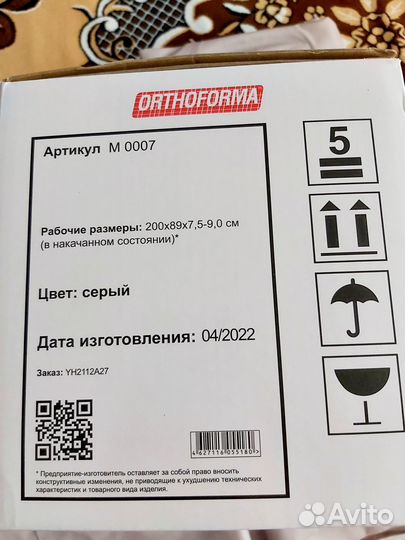 ORTHOFORMA
Артикул М 0007
5
Рабочие размеры: 200х89х7,5-9,0 см
(в накачанном состоянии)*
Цвет: серый
Дата изготовления: 04/2022
Заказ: YH2112A27
4627116055180>
* Предприятие-изготовитель оставляет за собой право вносить
конструктивные изменения, не приводящие к ухудшению технических
характеристик и товарного вида изделия.
Avito